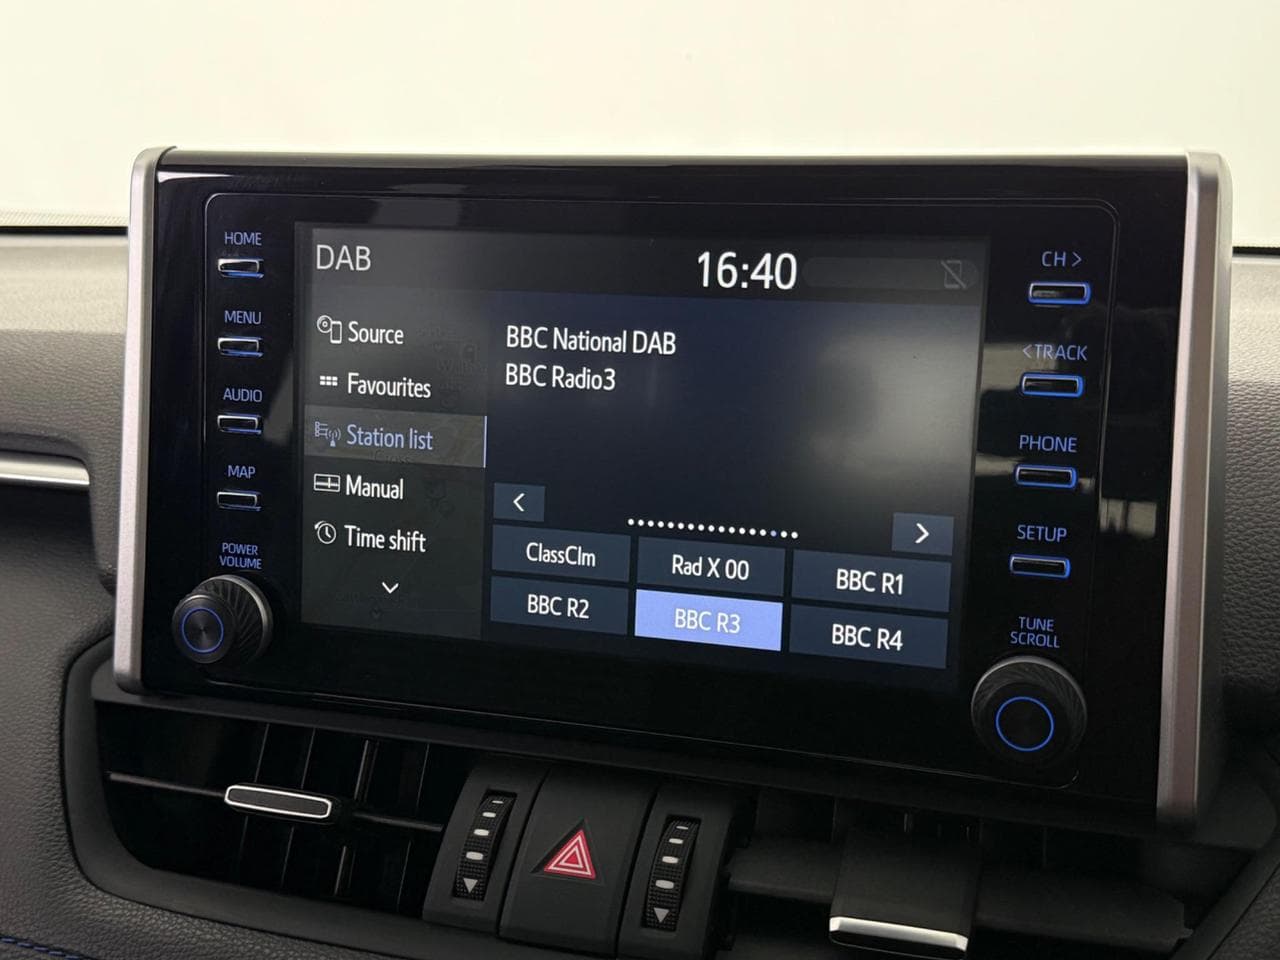 HOME
MENU
AUDIO
MAP
POWER
VOLUME
DAB
16:40
Source
Favourites
Station list
Manual
Time shift
BBC National DAB
BBC Radio3
<
>
ClassClm
Rad X 00
BBC R1
BBC R2
BBC R3
BBC R4
CH >
< TRACK
PHONE
SETUP
TUNE
SCROLL